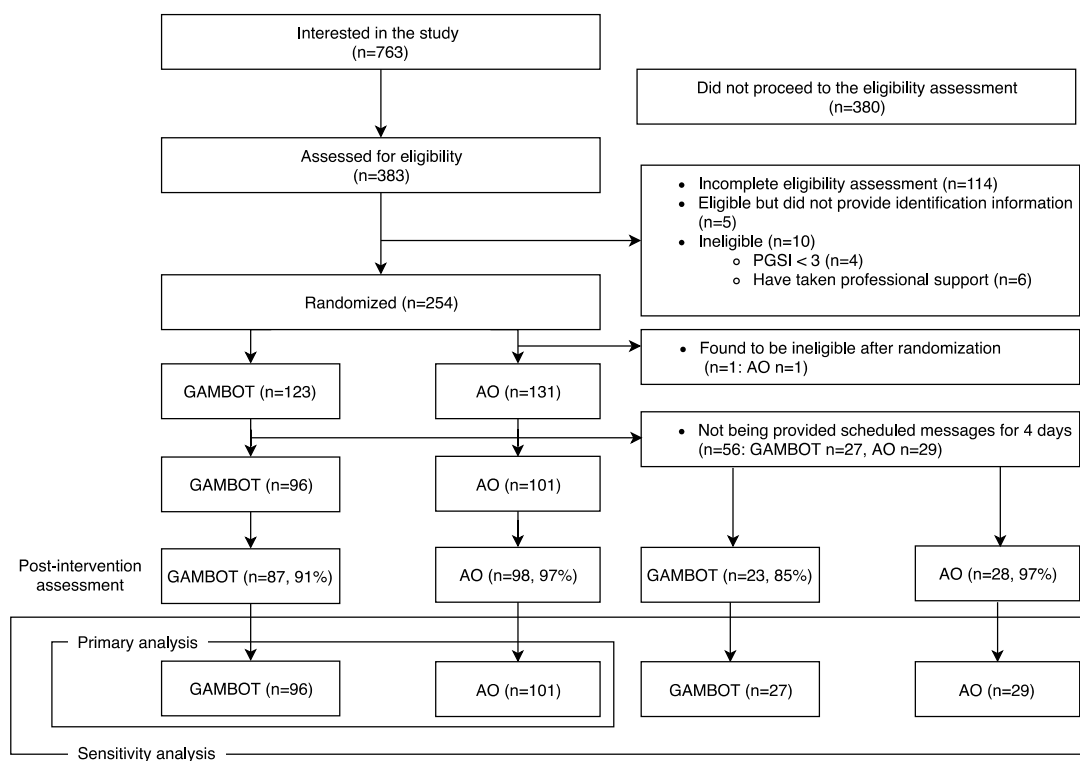 Interested in the study
(n=763)
Did not proceed to the eligibility assessment
(n=380)
Assessed for eligibility
(n=383)
• Incomplete eligibility assessment (n=114)
• Eligible but did not provide identification information
(n=5)
• Ineligible (n=10)
PGSI < 3 (n=4)
Have taken professional support (n=6)
Randomized (n=254)
• Found to be ineligible after randomization
(n=1: AO n=1)
GAMBOT (n=123)
AO (n=131)
• Not being provided scheduled messages for 4 days
(n=56: GAMBOT n=27, AO n=29)
GAMBOT (n=96)
AO (n=101)
Post-intervention
assessment
GAMBOT (n=87, 91%)
AO (n=98, 97%)
GAMBOT (n=23, 85%)
AO (n=28, 97%)
Primary analysis
GAMBOT (n=96)
AO (n=101)
GAMBOT (n=27)
AO (n=29)
Sensitivity analysis